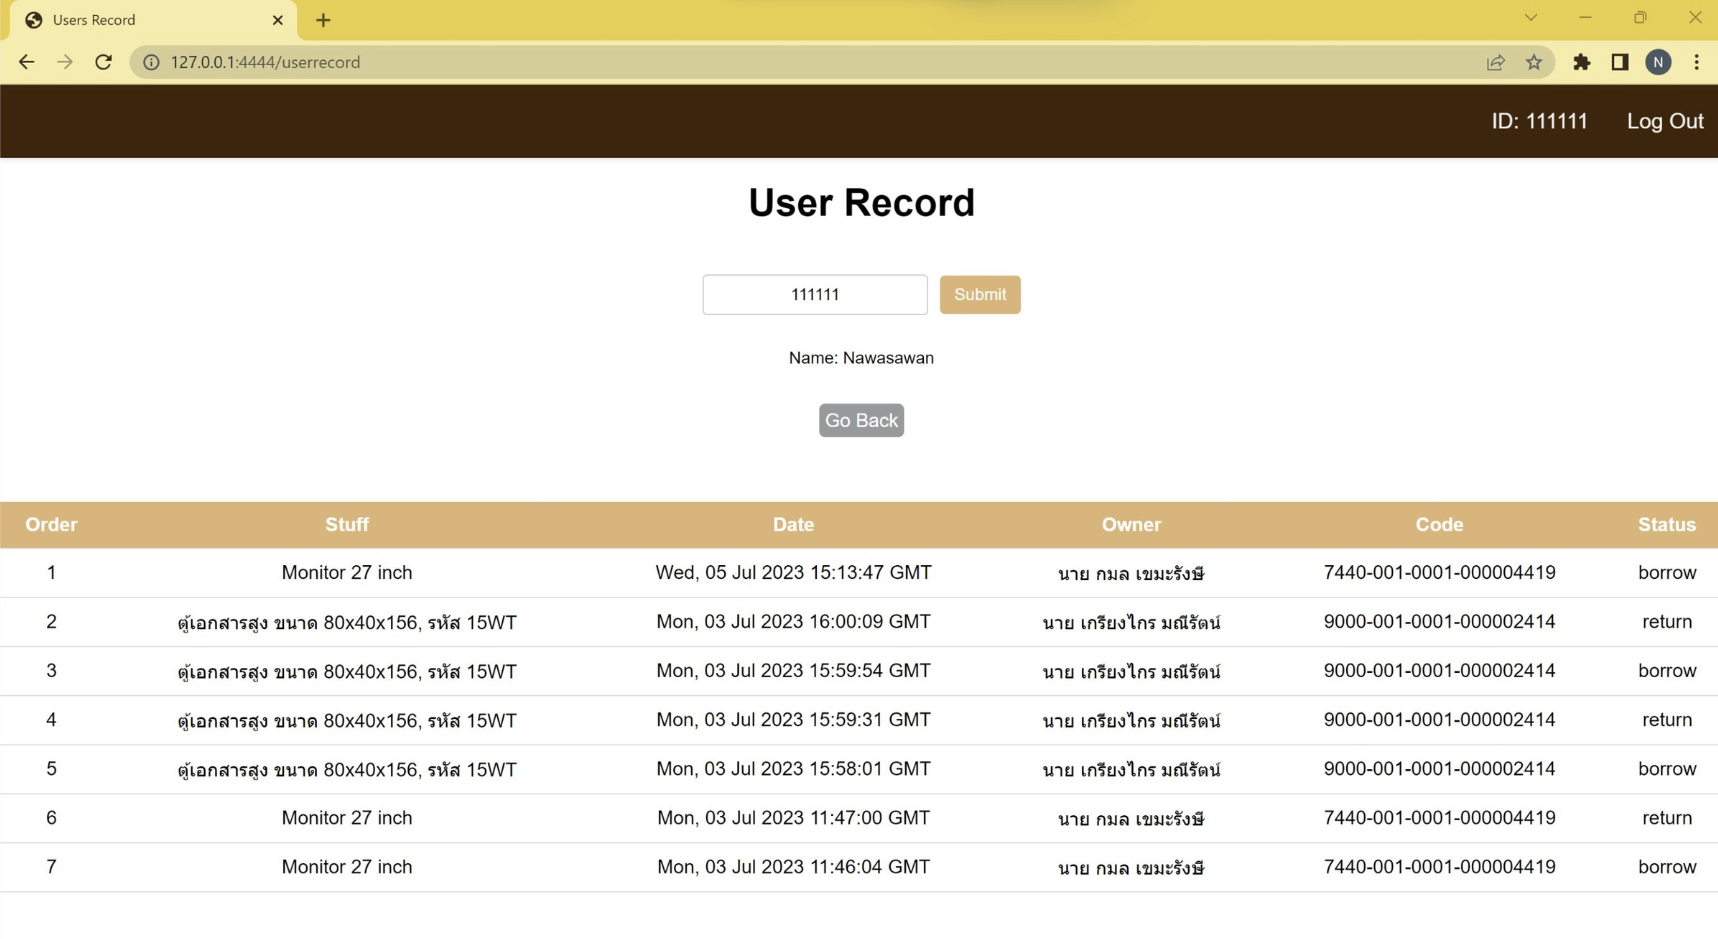 Users Record
127.0.0.1:4444/userrecord
N
ID: 111111 Log Out
User Record
111111 Submit
Name: Nawasawan
Go Back
Order Stuff Date Owner Code Status
1 Monitor 27 inch Wed, 05 Jul 2023 15:13:47 GMT นาย กมล เขมะรังษี 7440-001-0001-000004419 borrow
2 ตู้เอกสารสูง ขนาด 80x40x156, รหัส 15WT Mon, 03 Jul 2023 16:00:09 GMT นาย เกรียงไกร มณีรัตน์ 9000-001-0001-000002414 return
3 ตู้เอกสารสูง ขนาด 80x40x156, รหัส 15WT Mon, 03 Jul 2023 15:59:54 GMT นาย เกรียงไกร มณีรัตน์ 9000-001-0001-000002414 borrow
4 ตู้เอกสารสูง ขนาด 80x40x156, รหัส 15WT Mon, 03 Jul 2023 15:59:31 GMT นาย เกรียงไกร มณีรัตน์ 9000-001-0001-000002414 return
5 ตู้เอกสารสูง ขนาด 80x40x156, รหัส 15WT Mon, 03 Jul 2023 15:58:01 GMT นาย เกรียงไกร มณีรัตน์ 9000-001-0001-000002414 borrow
6 Monitor 27 inch Mon, 03 Jul 2023 11:47:00 GMT นาย กมล เขมะรังษี 7440-001-0001-000004419 return
7 Monitor 27 inch Mon, 03 Jul 2023 11:46:04 GMT นาย กมล เขมะรังษี 7440-001-0001-000004419 borrow